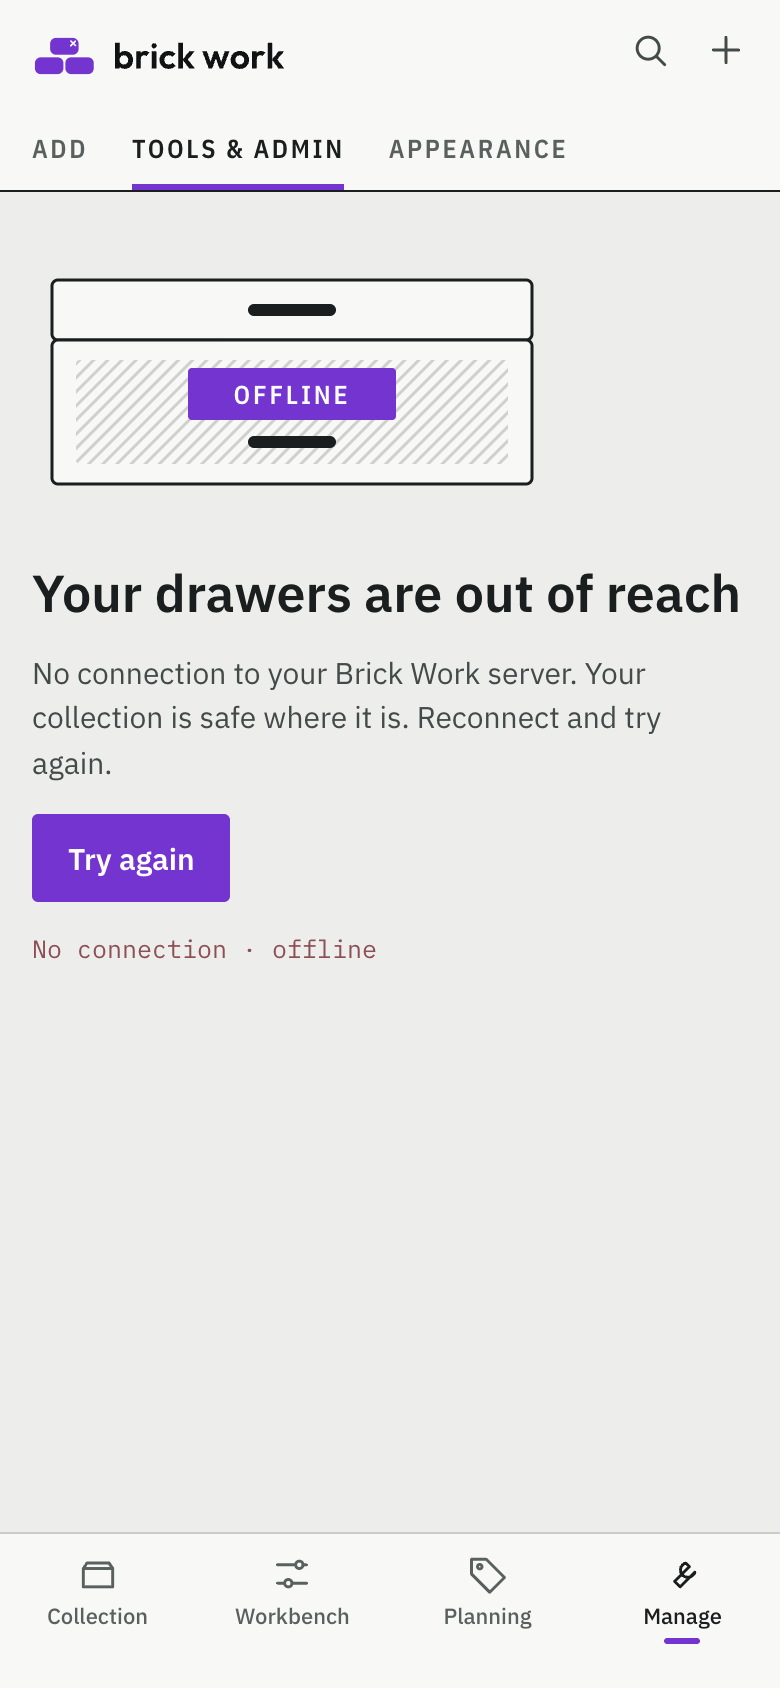 brick work
ADD TOOLS & ADMIN APPEARANCE
OFFLINE
Your drawers are out of reach
No connection to your Brick Work server. Your
collection is safe where it is. Reconnect and try
again.
Try again
No connection · offline
Collection Workbench Planning Manage